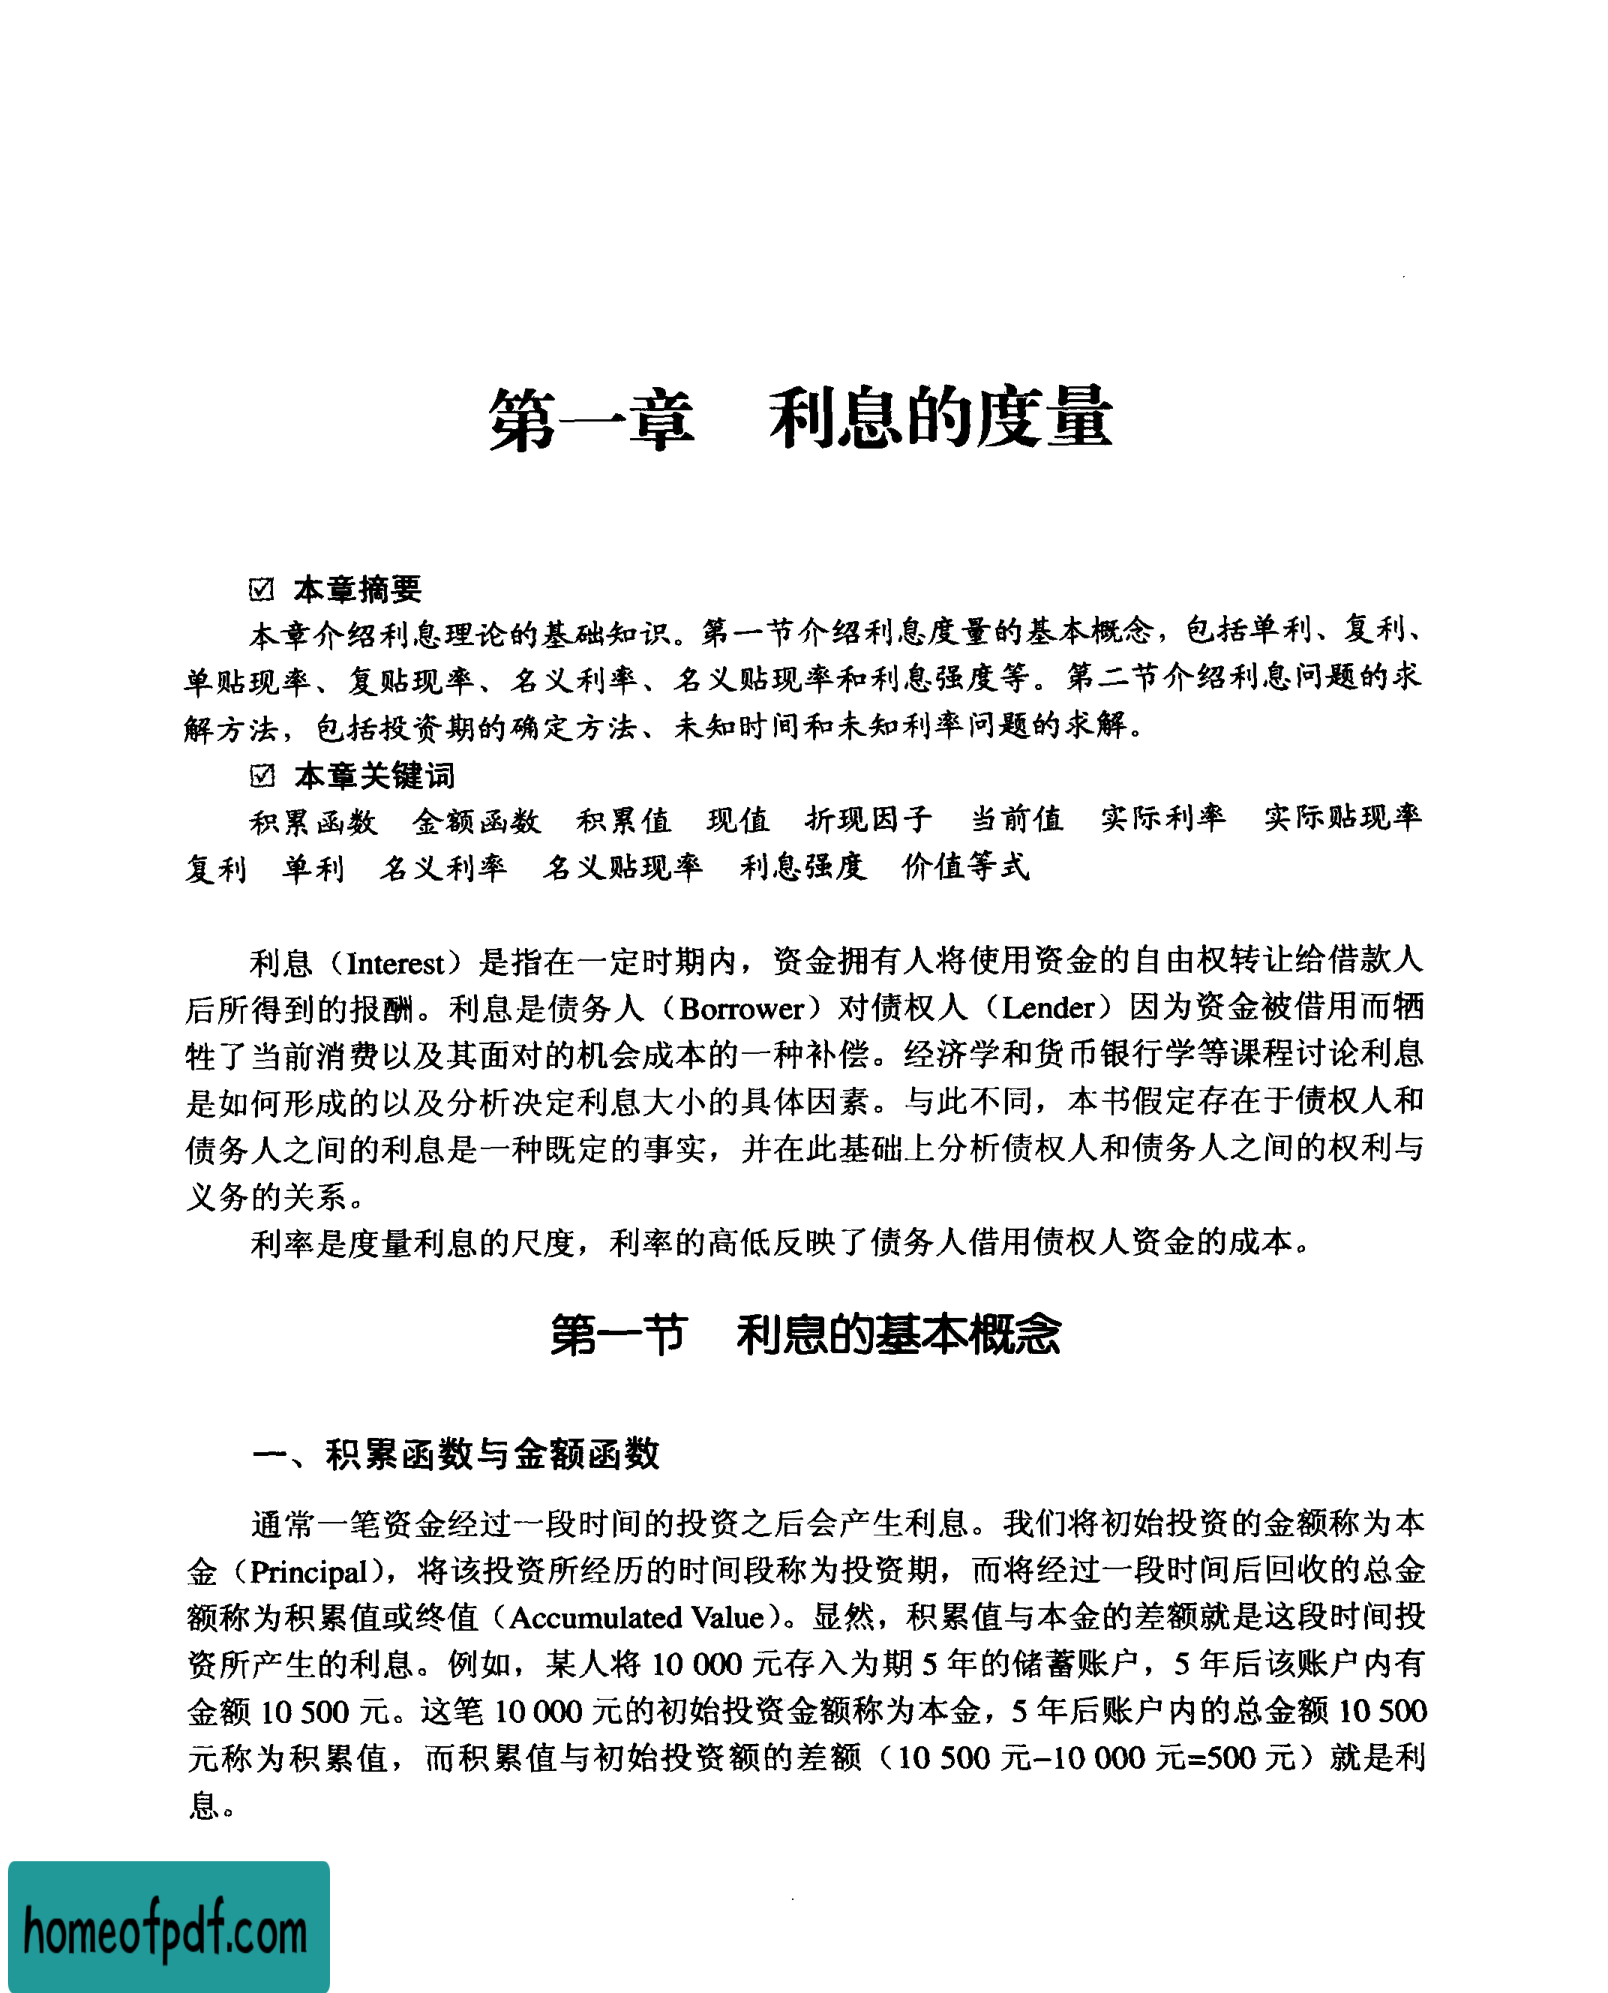 第一章 利息的度量
☑ 本章摘要
本章介绍利息理论的基础知识。第一节介绍利息度量的基本概念，包括单利、复利、
单贴现率、复贴现率、名义利率、名义贴现率和利息强度等。第二节介绍利息问题的求
解方法，包括投资期的确定方法、未知时间和未知利率问题的求解。
☑ 本章关键词
积累函数 金额函数 积累值 现值 折现因子 当前值 实际利率 实际贴现率
复利 单利 名义利率 名义贴现率 利息强度 价值等式
利息（Interest）是指在一定时期内，资金拥有人将使用资金的自由权转让给借款人
后所得到的报酬。利息是债务人（Borrower）对债权人（Lender）因为资金被借用而牺
牲了当前消费以及其面对的机会成本的一种补偿。经济学和货币银行学等课程讨论利息
是如何形成的以及分析决定利息大小的具体因素。与此不同，本书假定存在于债权人和
债务人之间的利息是一种既定的事实，并在此基础上分析债权人和债务人之间的权利与
义务的关系。
利率是度量利息的尺度，利率的高低反映了债务人借用债权人资金的成本。
第一节 利息的基本概念
一、积累函数与金额函数
通常一笔资金经过一段时间的投资之后会产生利息。我们将初始投资的金额称为本
金（Principal），将该投资所经历的时间段称为投资期，而将经过一段时间后回收的总金
额称为积累值或终值（Accumulated Value）。显然，积累值与本金的差额就是这段时间投
资所产生的利息。例如，某人将 10 000 元存入为期 5 年的储蓄账户，5 年后该账户内有
金额 10 500 元。这笔 10 000 元的初始投资金额称为本金，5 年后账户内的总金额 10 500
元称为积累值，而积累值与初始投资额的差额（10 500 元–10 000 元=500 元）就是利
息。
homeofpdf.com